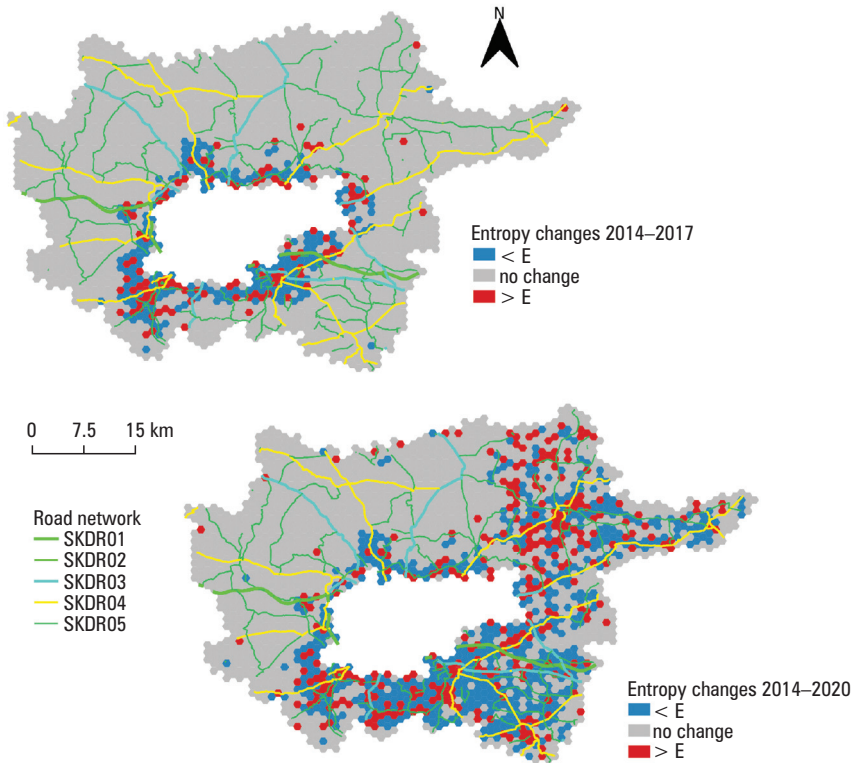 N
Entropy changes 2014–2017
< E
no change
> E
0 7.5 15 km
Road network
SKDR01
SKDR02
SKDR03
SKDR04
SKDR05
Entropy changes 2014–2020
< E
no change
> E